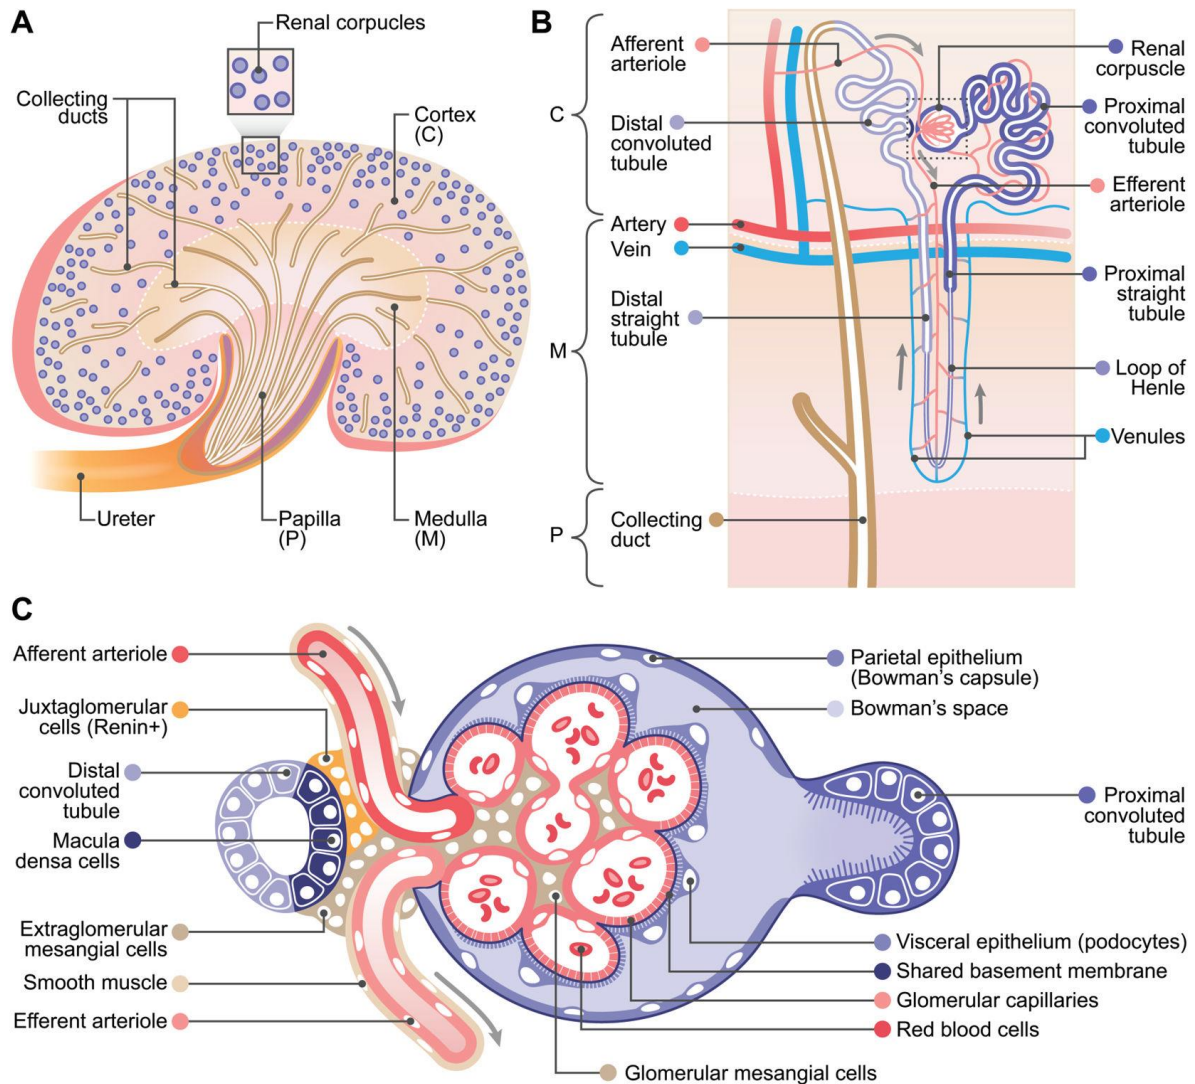 A
Renal corpucles
Collecting
ducts
Cortex
(C)
Ureter
Papilla
(P)
Medulla
(M)
B
C
M
P
Afferent
arteriole
Distal
convoluted
tubule
Artery
Vein
Distal
straight
tubule
Collecting
duct
Renal
corpuscle
Proximal
convoluted
tubule
Efferent
arteriole
Proximal
straight
tubule
Loop of
Henle
Venules
C
Afferent arteriole
Juxtaglomerular
cells (Renin+)
Distal
convoluted
tubule
Macula
densa cells
Extraglomerular
mesangial cells
Smooth muscle
Efferent arteriole
Parietal epithelium
(Bowman's capsule)
Bowman's space
Proximal
convoluted
tubule
Visceral epithelium (podocytes)
Shared basement membrane
Glomerular capillaries
Red blood cells
Glomerular mesangial cells